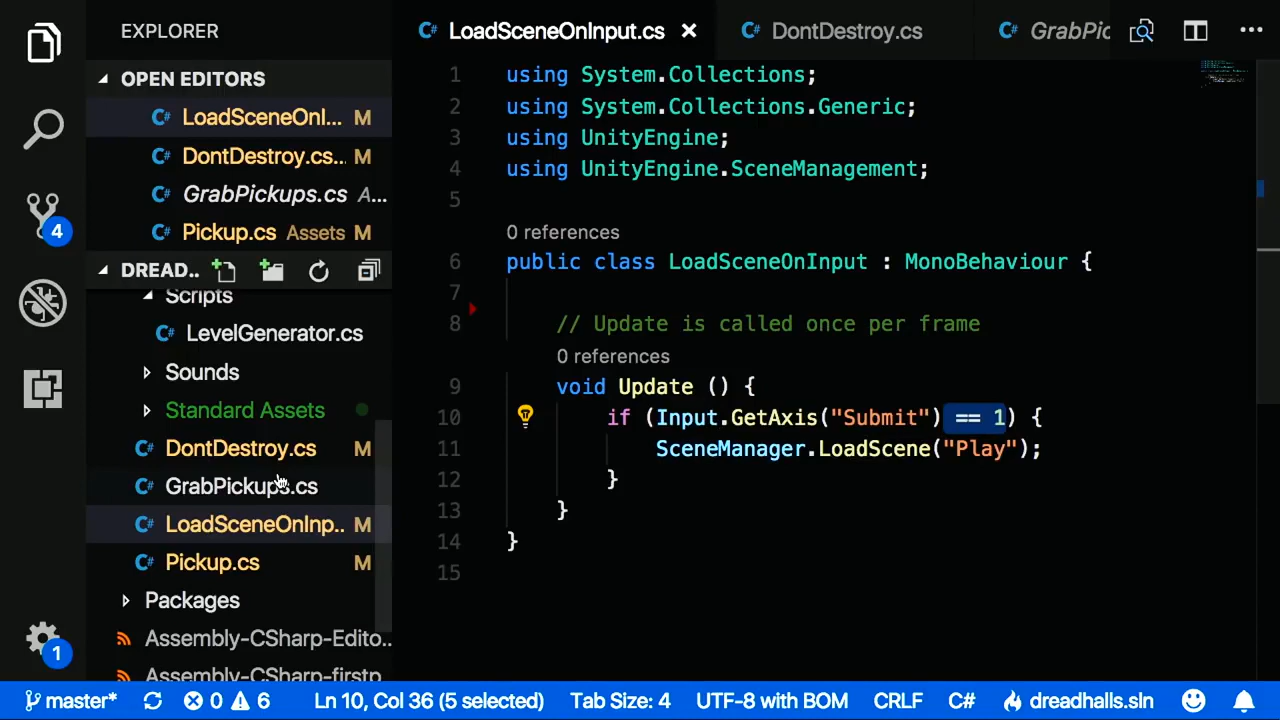 EXPLORER
LoadSceneOnInput.cs
DontDestroy.cs
GrabPic
OPEN EDITORS
LoadSceneOnI... M
DontDestroy.cs.. M
GrabPickups.cs A...
Pickup.cs Assets M
4
DREAD..
Scripts
LevelGenerator.cs
Sounds
Standard Assets
DontDestroy.cs M
GrabPickups.cs
LoadSceneOnInp.. M
Pickup.cs M
Packages
Assembly-CSharp-Edito..
Assembly-CSharp-firstp
1
1 using System.Collections;
2 using System.Collections.Generic;
3 using UnityEngine;
4 using UnityEngine.SceneManagement;
5
0 references
6 public class LoadSceneOnInput : MonoBehaviour {
7
8 // Update is called once per frame
0 references
9 void Update () {
10 if (Input.GetAxis("Submit") == 1) {
11 SceneManager.LoadScene("Play");
12 }
13 }
14 }
15
master* 0 6 Ln 10, Col 36 (5 selected) Tab Size: 4 UTF-8 with BOM CRLF C# dreadhalls.sln